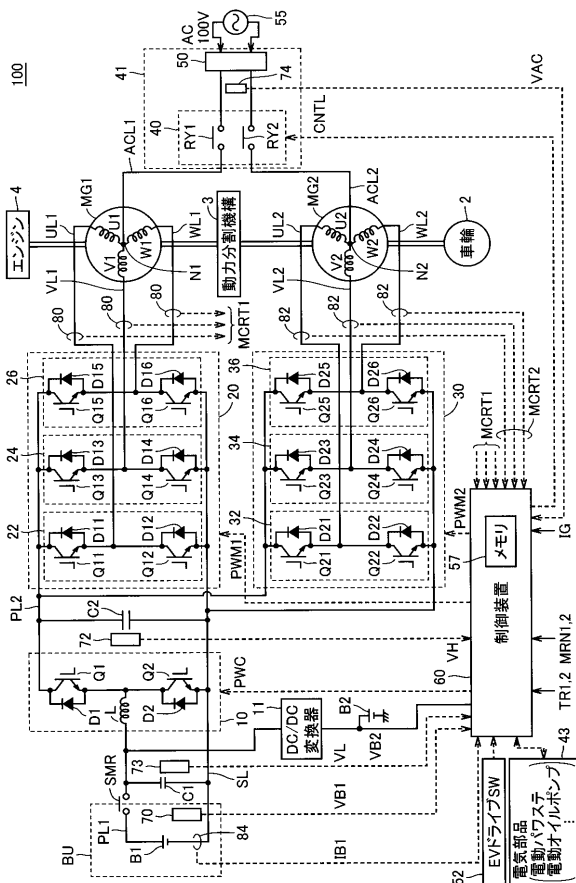 100
エンジン
4
MG1
UL1
U1
V1
W1
VL1
WL1
N1
80
80
80
MCRT1
ACL1
41
40
RY1
RY2
CNTL
50
74
AC
100V
55
VAC
動力分割機構
3
MG2
UL2
U2
V2
W2
VL2
WL2
N2
ACL2
82
82
82
車輪
2
26
24
22
20
Q15
D15
Q16
D16
Q13
D13
Q14
D14
Q11
D11
Q12
D12
PWM1
36
34
32
30
Q25
D25
Q26
D26
Q23
D23
Q24
D24
Q21
D21
Q22
D22
PWM2
MCRT1
MCRT2
PL2
C2
72
VH
Q1
D1
Q2
D2
L
10
PWC
11
DC/DC
変換器
B2
VB2
VL
SMR
73
C1
SL
BU
PL1
B1
70
84
VB1
IB1
60
制御装置
57
メモリ
IG
TR1,2
MRN1,2
43
52
EVドライブSW
電気部品
電動パワステ
電動オイルポンプ